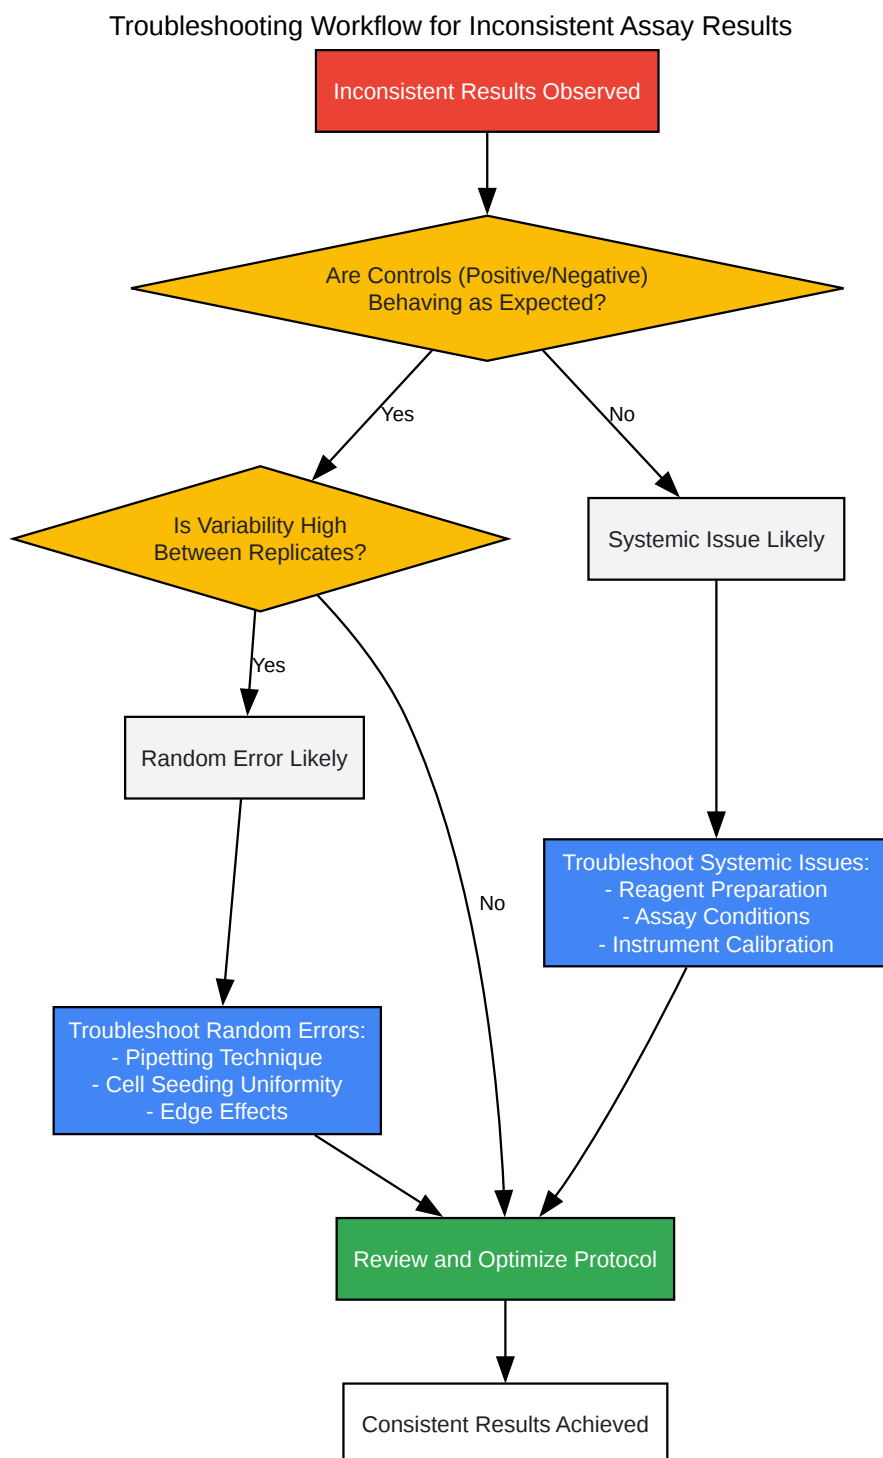 Troubleshooting Workflow for Inconsistent Assay Results
Inconsistent Results Observed
Are Controls (Positive/Negative)
Behaving as Expected?
Yes
No
Is Variability High
Between Replicates?
Systemic Issue Likely
Yes
Random Error Likely
No
Troubleshoot Systemic Issues:
- Reagent Preparation
- Assay Conditions
- Instrument Calibration
Troubleshoot Random Errors:
- Pipetting Technique
- Cell Seeding Uniformity
- Edge Effects
Review and Optimize Protocol
Consistent Results Achieved